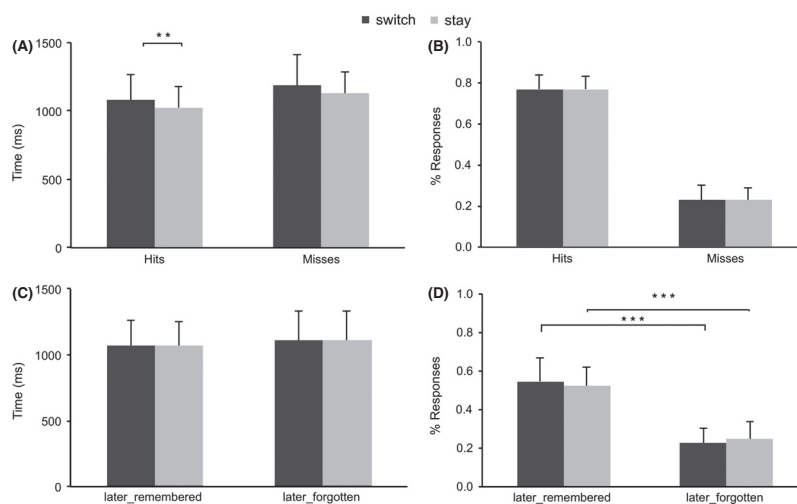 switch stay
(A)
1500
1000
500
0
Time (ms)
**
Hits Misses
(B)
1.0
0.8
0.6
0.4
0.2
0.0
% Responses
Hits Misses
(C)
1500
1000
500
0
Time (ms)
later_remembered later_forgotten
(D)
1.0
0.8
0.6
0.4
0.2
0.0
% Responses
***
***
later_remembered later_forgotten